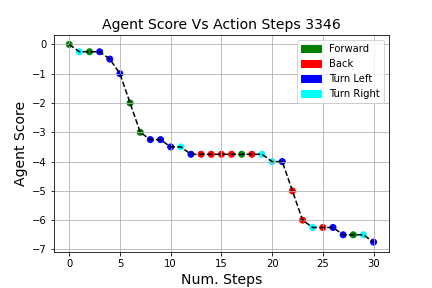 Agent Score Vs Action Steps 3346
0
−1
−2
−3
−4
−5
−6
−7
Agent Score
Forward
Back
Turn Left
Turn Right
0 5 10 15 20 25 30
Num. Steps